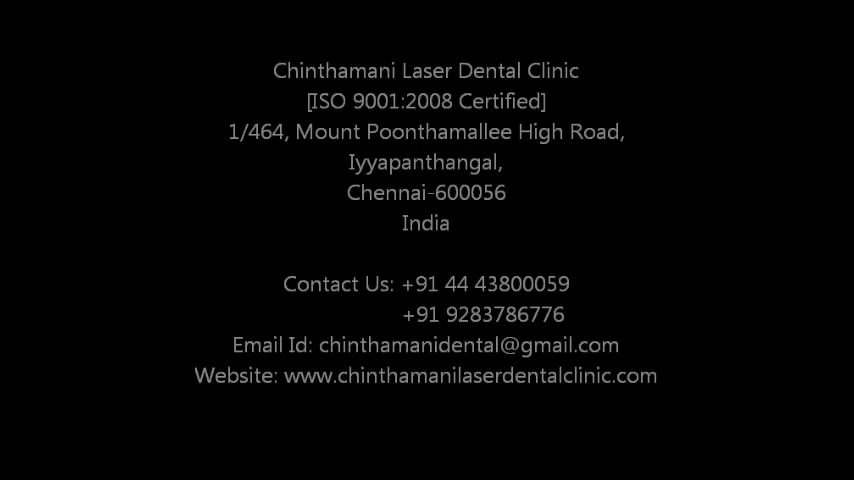 Chinthamani Laser Dental Clinic
[ISO 9001:2008 Certified]
1/464, Mount Poonthamallee High Road,
Iyyapanthangal,
Chennai-600056
India
Contact Us: +91 44 43800059
+91 9283786776
Email Id: chinthamanidental@gmail.com
Website: www.chinthamanilaserdentalclinic.com